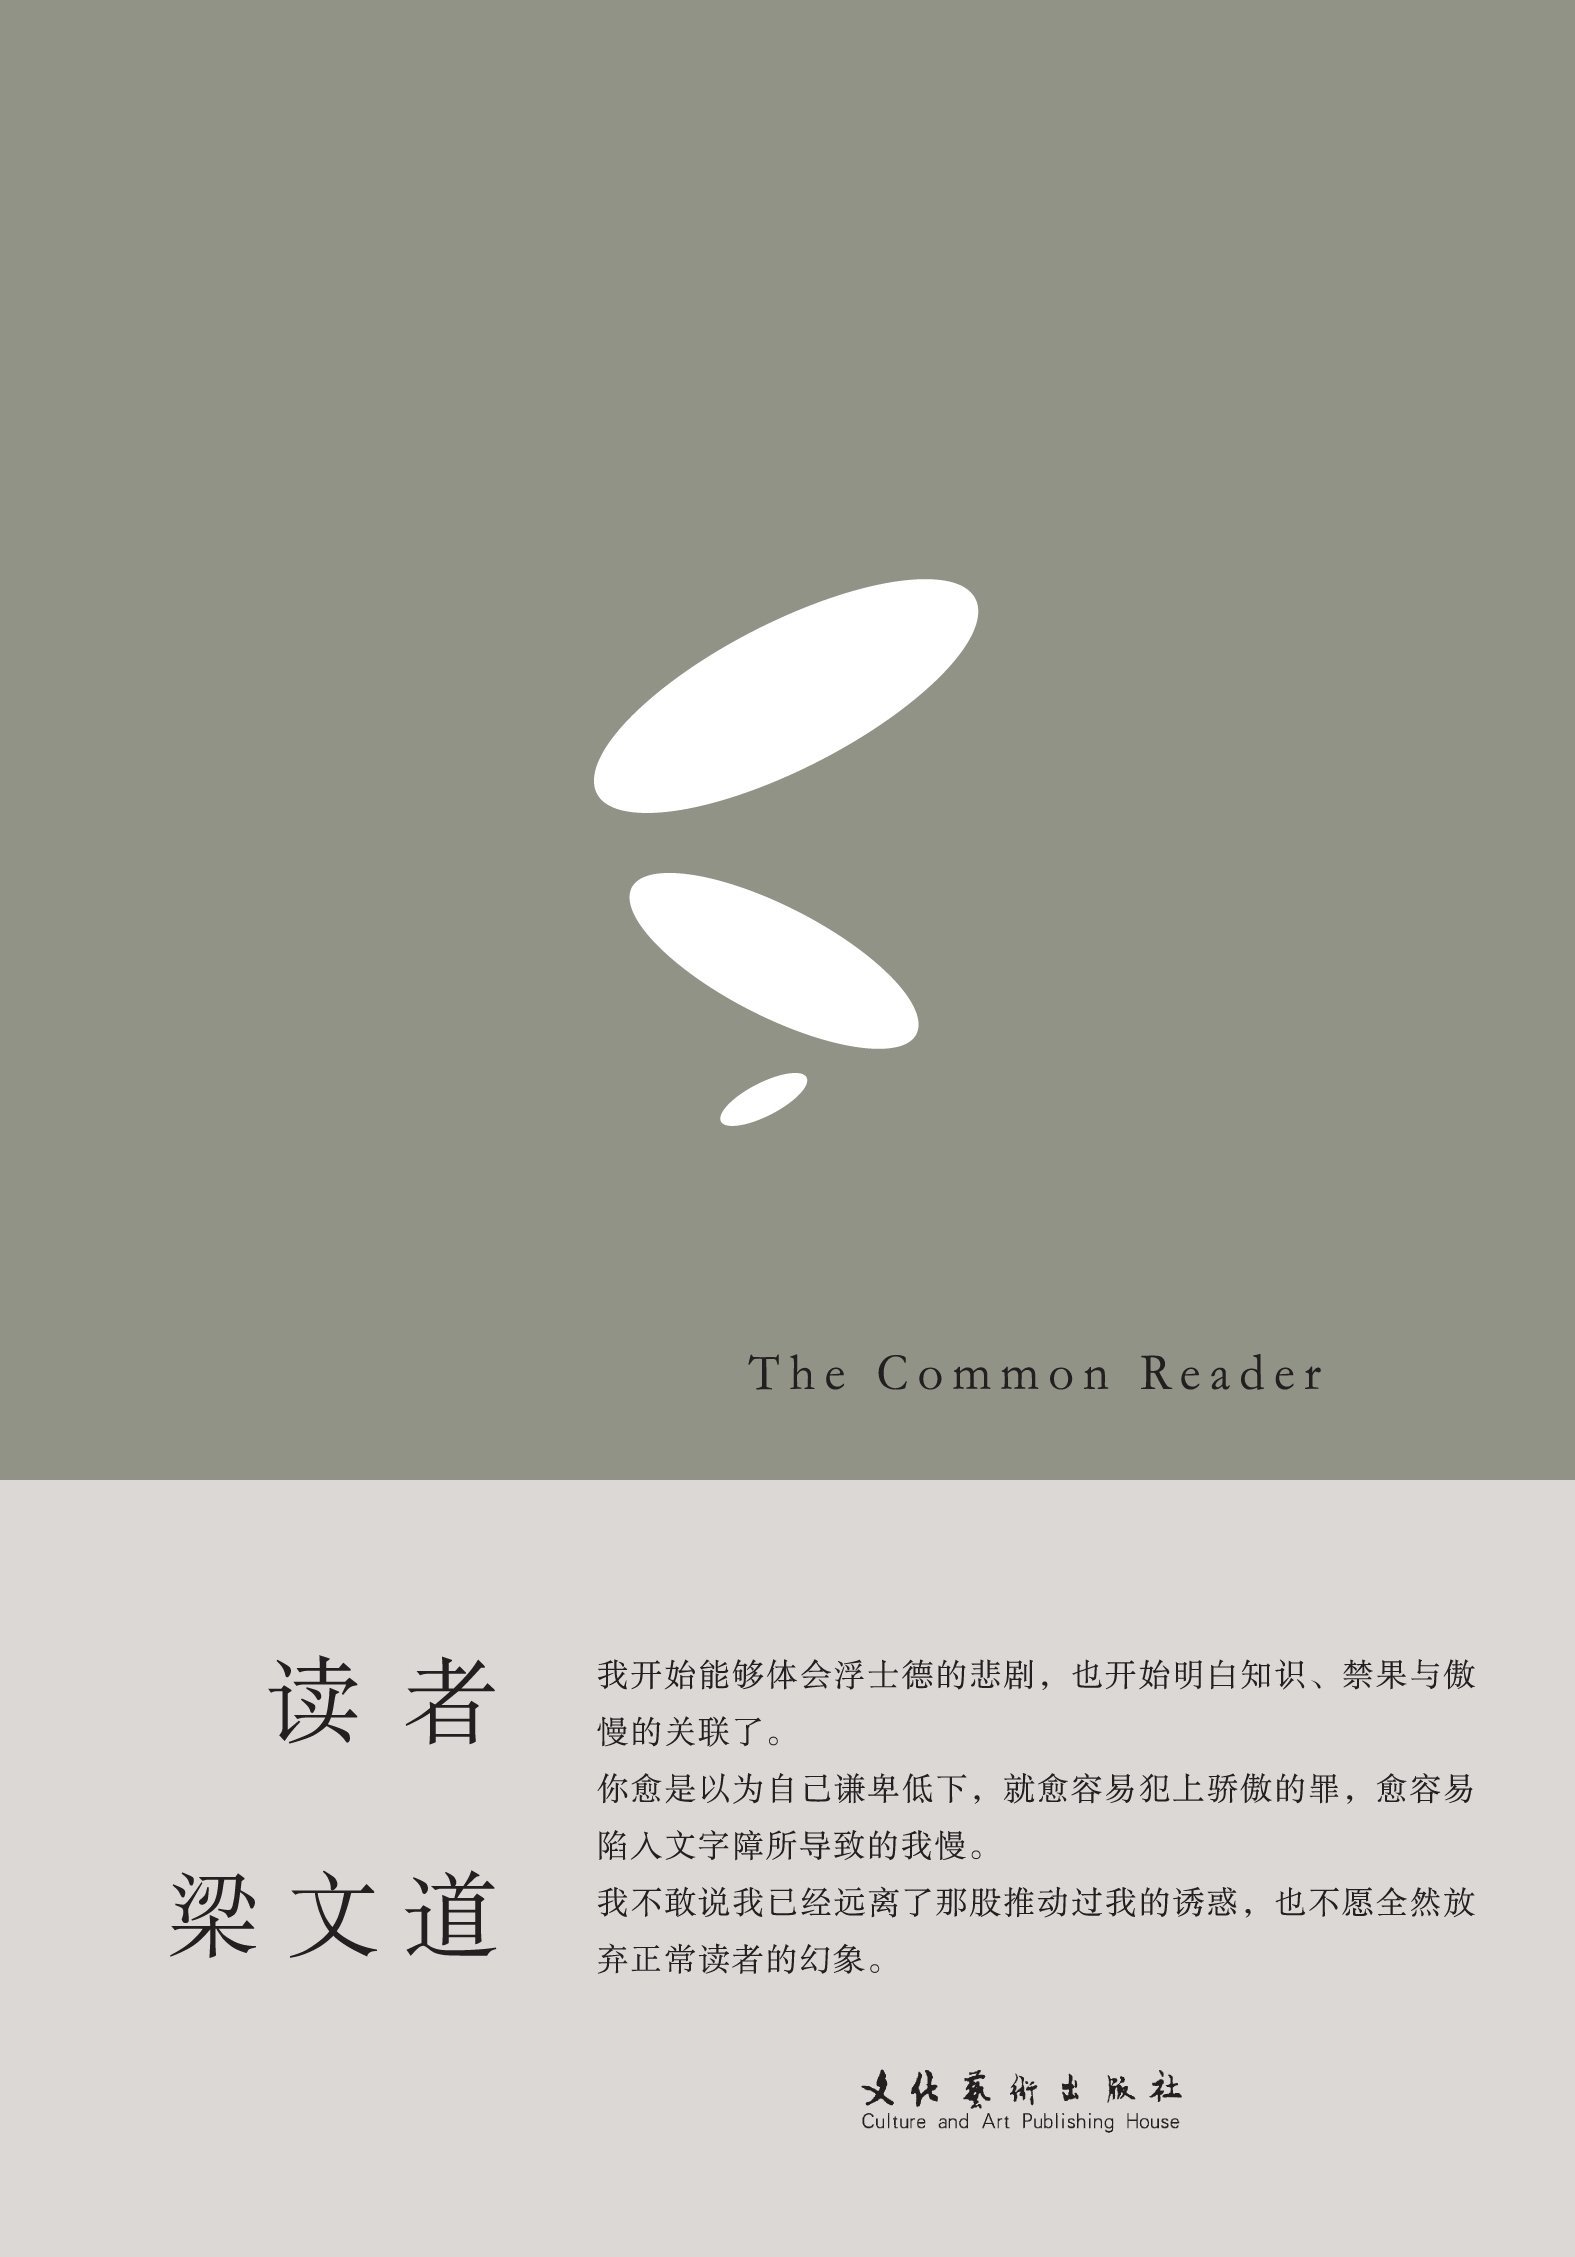 The Common Reader
读者
梁文道
我开始能够体会浮士德的悲剧，也开始明白知识、禁果与傲
慢的关联了。
你愈是以为自己谦卑低下，就愈容易犯上骄傲的罪，愈容易
陷入文字障所导致的我慢。
我不敢说我已经远离了那股推动过我的诱惑，也不愿全然放
弃正常读者的幻象。
文化藝術出版社
Culture and Art Publishing House